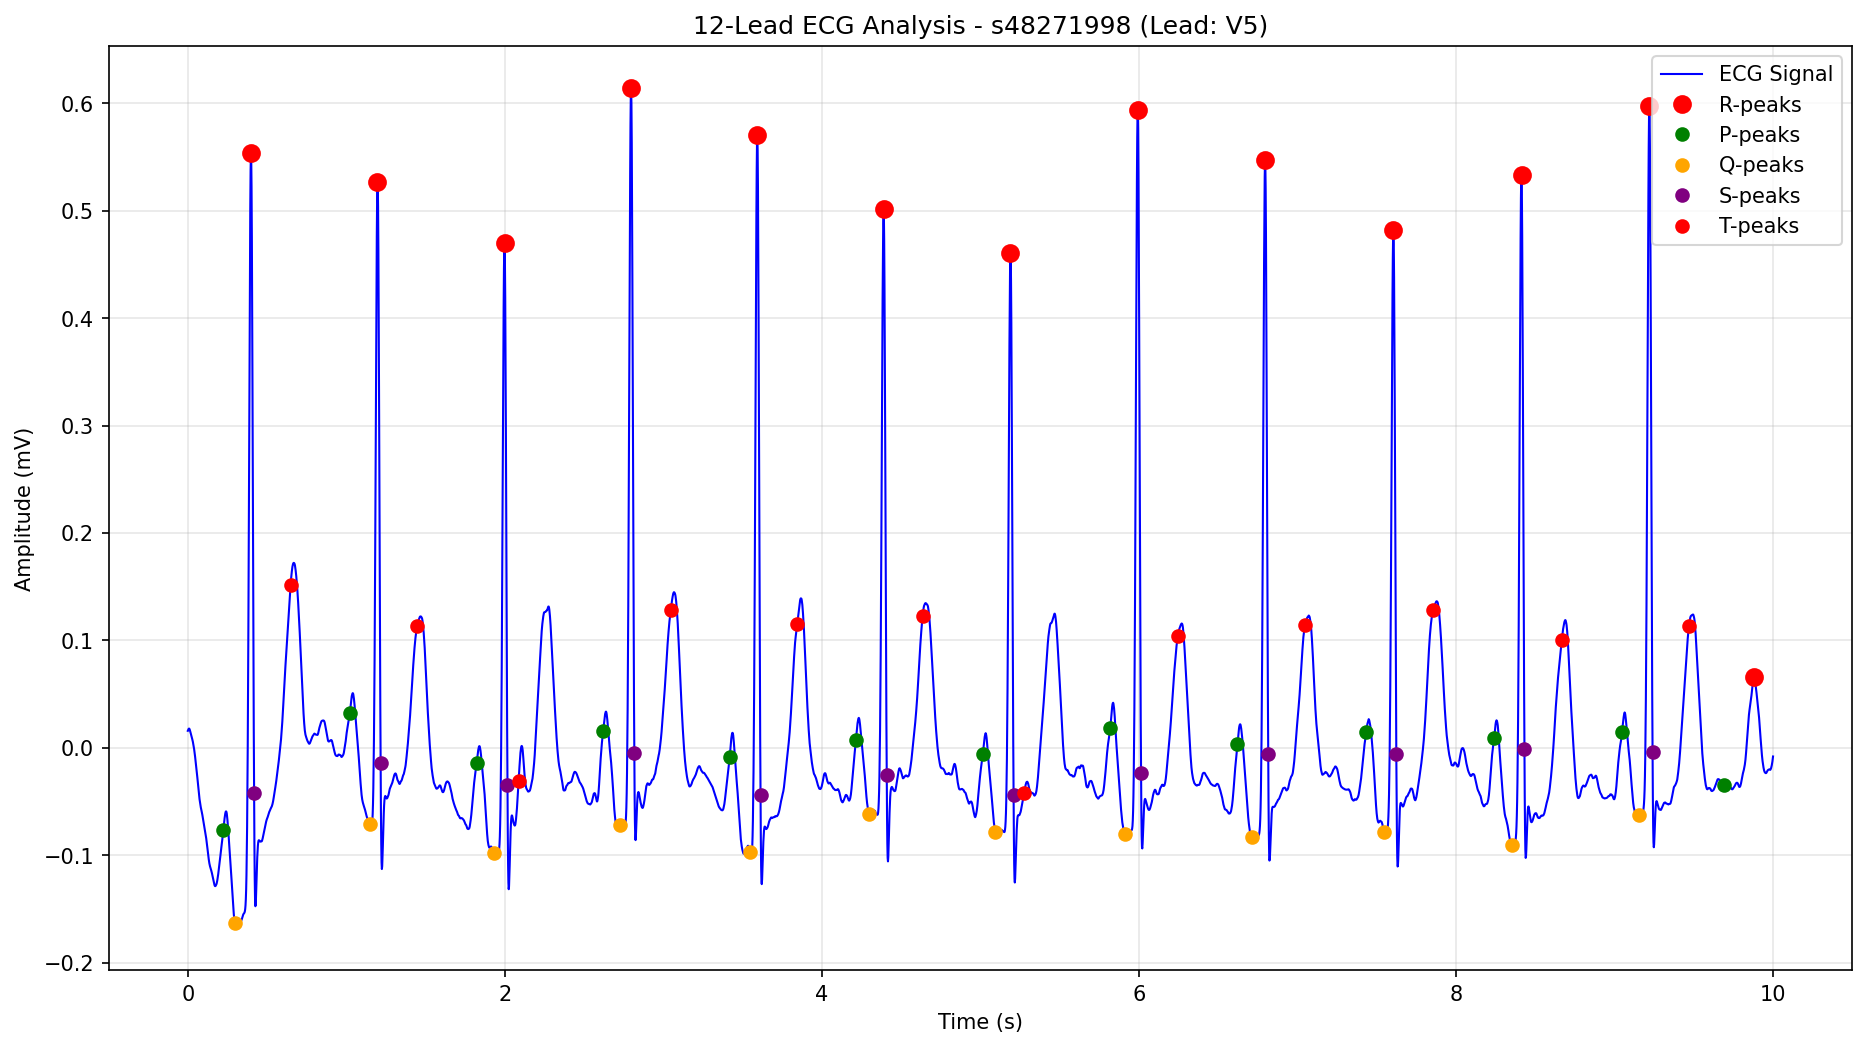 12-Lead ECG Analysis - s48271998 (Lead: V5)
ECG Signal
R-peaks
P-peaks
Q-peaks
S-peaks
T-peaks
Amplitude (mV)
0.6
0.5
0.4
0.3
0.2
0.1
0.0
−0.1
−0.2
0 2 4 6 8 10
Time (s)